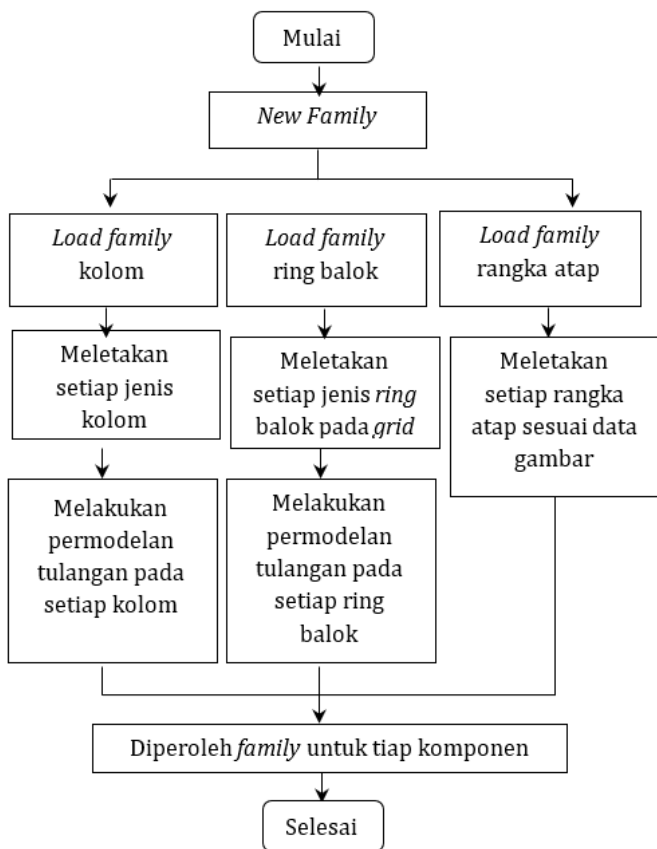 Mulai
New Family
Load family
kolom
Load family
ring balok
Load family
rangka atap
Meletakan
setiap jenis
kolom
Meletakan
setiap jenis ring
balok pada grid
Meletakan
setiap rangka
atap sesuai data
gambar
Melakukan
permodelan
tulangan pada
setiap kolom
Melakukan
permodelan
tulangan pada
setiap ring
balok
Diperoleh family untuk tiap komponen
Selesai